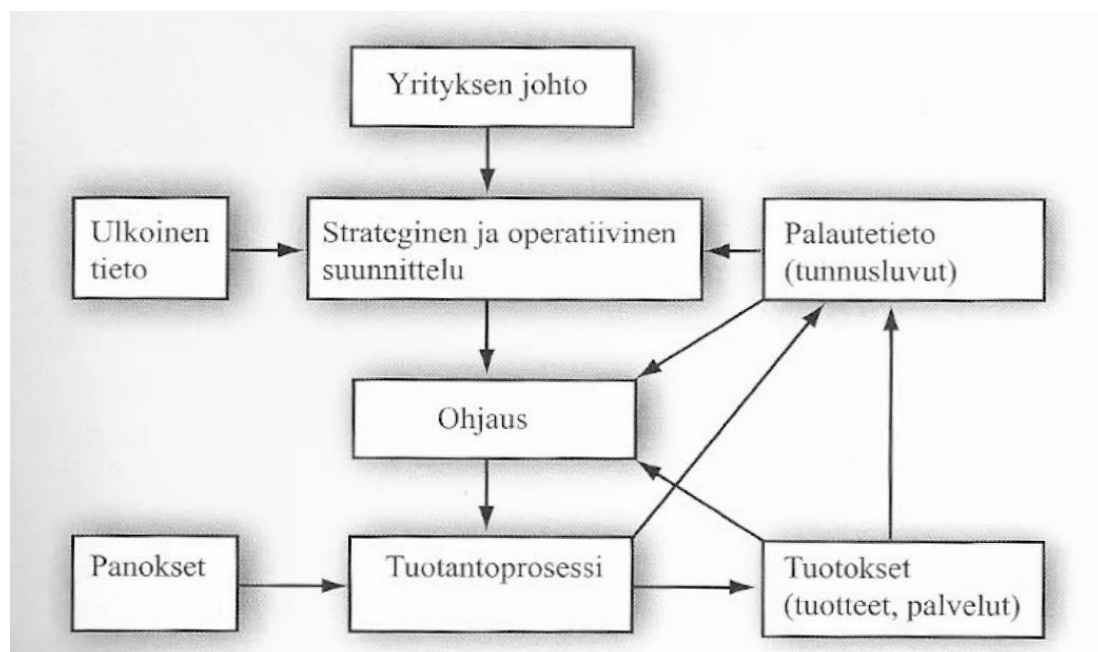 Yrityksen johto
Ulkoinen
tieto
Strateginen ja operatiivinen
suunnittelu
Palautetieto
(tunnusluvut)
Ohjaus
Panokset
Tuotantoprosessi
Tuotokset
(tuotteet, palvelut)